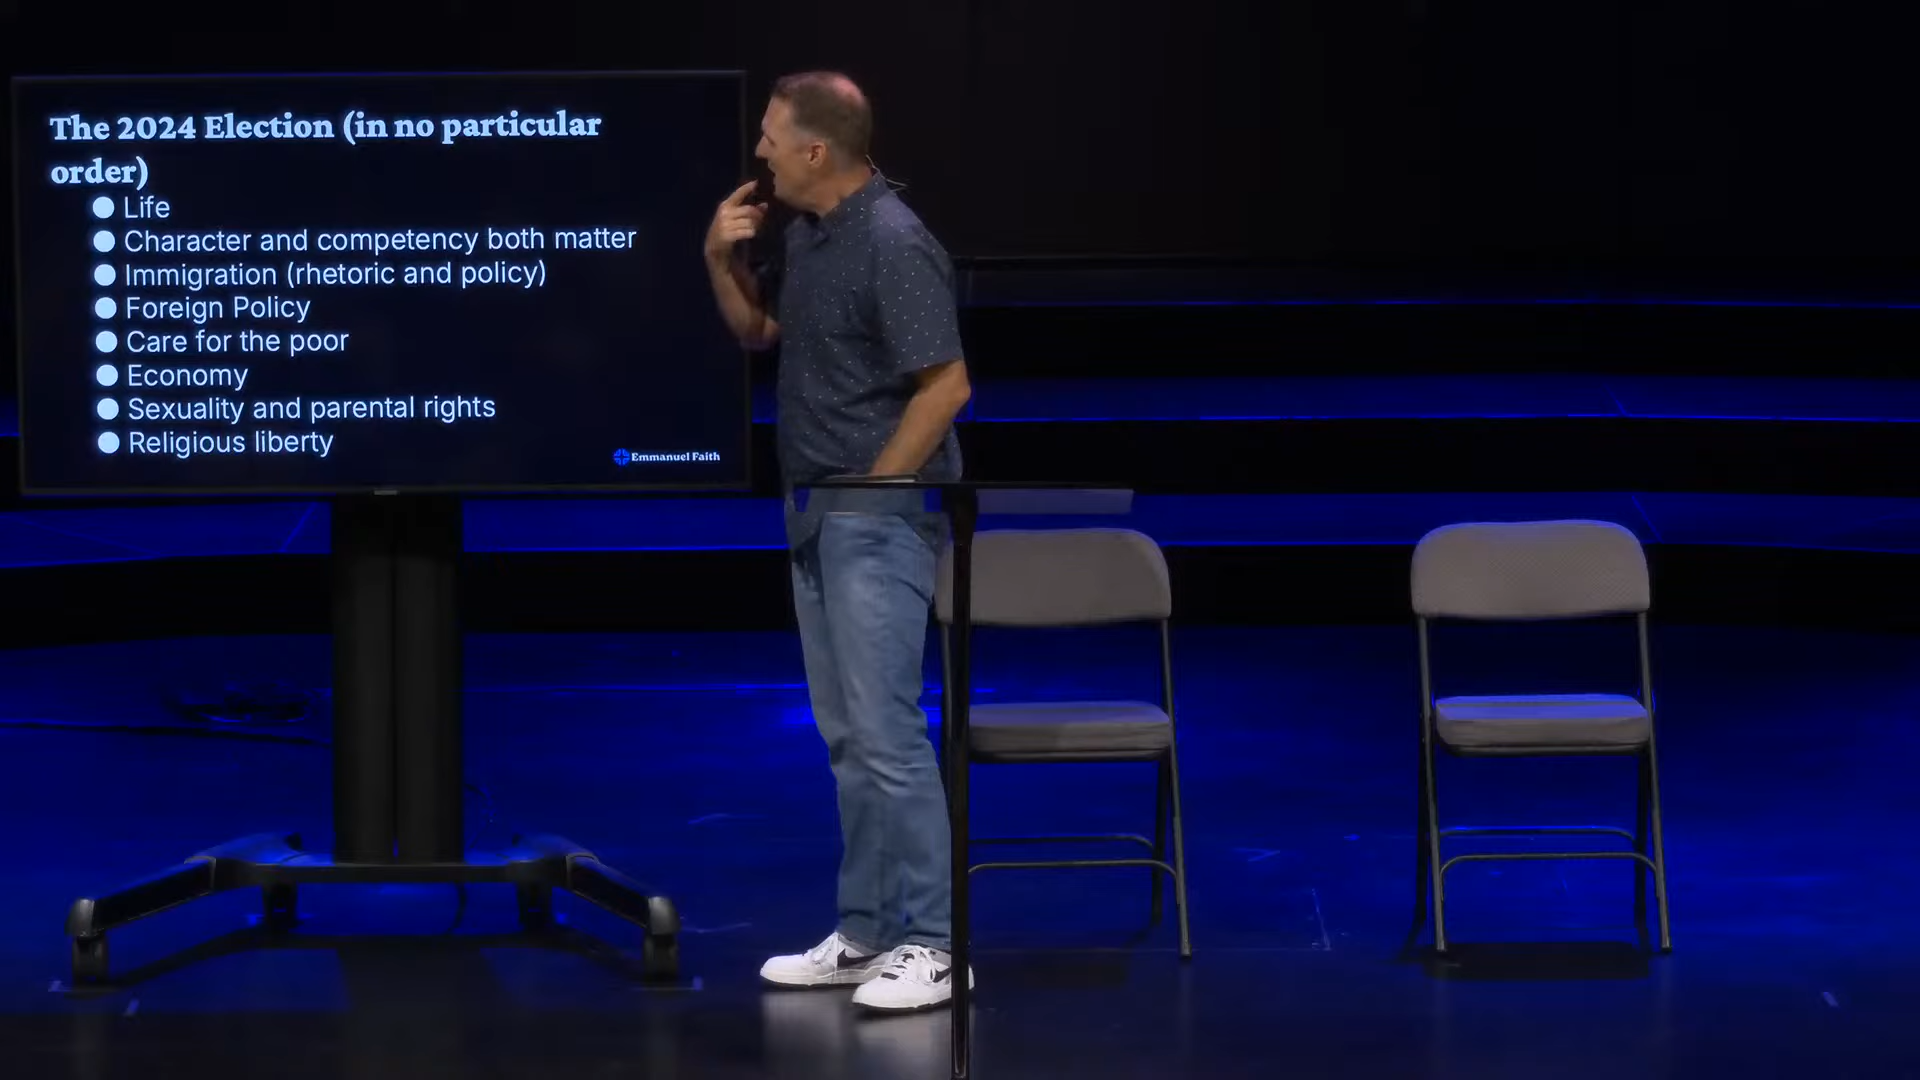 The 2024 Election (in no particular
order)
● Life
● Character and competency both matter
● Immigration (rhetoric and policy)
● Foreign Policy
● Care for the poor
● Economy
● Sexuality and parental rights
● Religious liberty
Emmanuel Faith